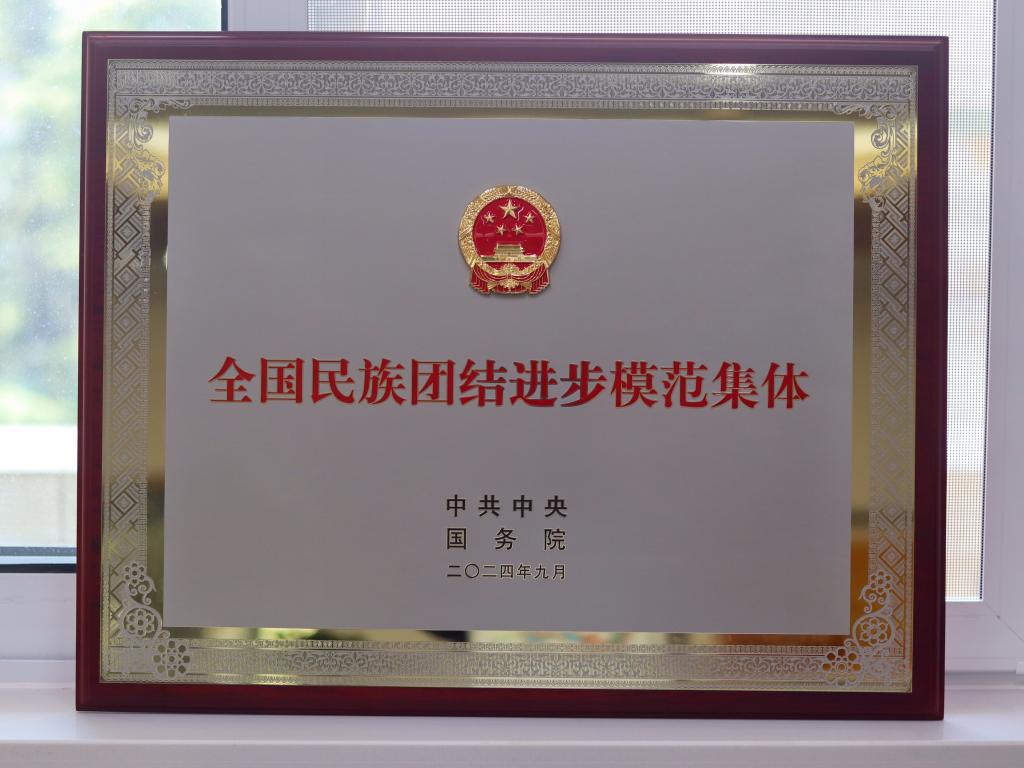 全国民族团结进步模范集体
中共中央
国务院
二〇二四年九月